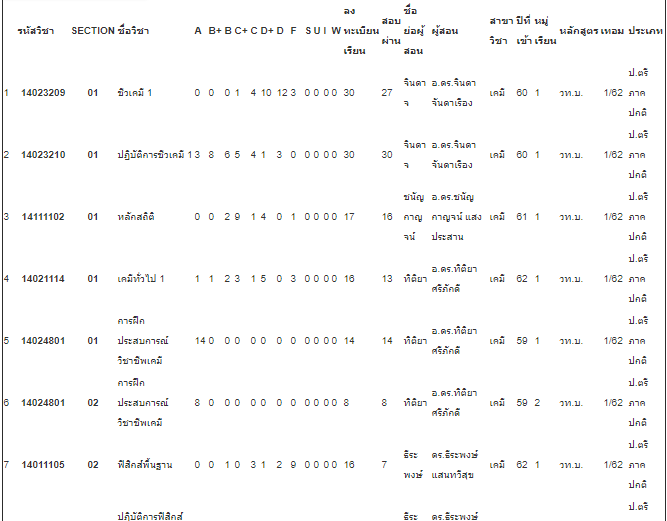 รหัสวิชา SECTION ชื่อวิชา A B+ B C+ C D+ D F S U I W ลงทะเบียนเรียน สอบผ่าน ชื่อย่อผู้สอน ผู้สอน สาขาวิชา ปีที่เข้า หมู่เรียน หลักสูตร เทอม ประเภท
1 14023209 01 ชีวเคมี 1 0 0 0 1 4 10 12 3 0 0 0 0 30 27 จินดาจ อ.ดร.จินดา จันดาเรือง เคมี 60 1 วท.บ. 1/62 ป.ตรี ภาคปกติ
2 14023210 01 ปฏิบัติการชีวเคมี 1 3 8 6 5 4 1 3 0 0 0 0 0 30 30 จินดาจ อ.ดร.จินดา จันดาเรือง เคมี 60 1 วท.บ. 1/62 ป.ตรี ภาคปกติ
3 14111102 01 หลักสถิติ 0 0 2 9 1 4 0 1 0 0 0 0 17 16 ชนัญกาญจน์ อ.ดร.ชนัญกาญจน์ แสงประสาน เคมี 61 1 วท.บ. 1/62 ป.ตรี ภาคปกติ
4 14021114 01 เคมีทั่วไป 1 1 1 2 3 1 5 0 3 0 0 0 0 16 13 ทิติยา อ.ดร.ทิติยา ศรีภักดี เคมี 62 1 วท.บ. 1/62 ป.ตรี ภาคปกติ
5 14024801 01 การฝึกประสบการณ์วิชาชีพเคมี 14 0 0 0 0 0 0 0 0 0 0 0 14 14 ทิติยา อ.ดร.ทิติยา ศรีภักดี เคมี 59 1 วท.บ. 1/62 ป.ตรี ภาคปกติ
6 14024801 02 การฝึกประสบการณ์วิชาชีพเคมี 8 0 0 0 0 0 0 0 0 0 0 0 8 8 ทิติยา อ.ดร.ทิติยา ศรีภักดี เคมี 59 2 วท.บ. 1/62 ป.ตรี ภาคปกติ
7 14011105 02 ฟิสิกส์พื้นฐาน 0 0 1 0 3 1 2 9 0 0 0 0 16 7 ธีระพงษ์ ดร.ธีระพงษ์ แสนทวีสุข เคมี 62 1 วท.บ. 1/62 ป.ตรี ภาคปกติ
ปฏิบัติการฟิสิกส์ ธีระ ดร.ธีระพงษ์ ป.ตรี